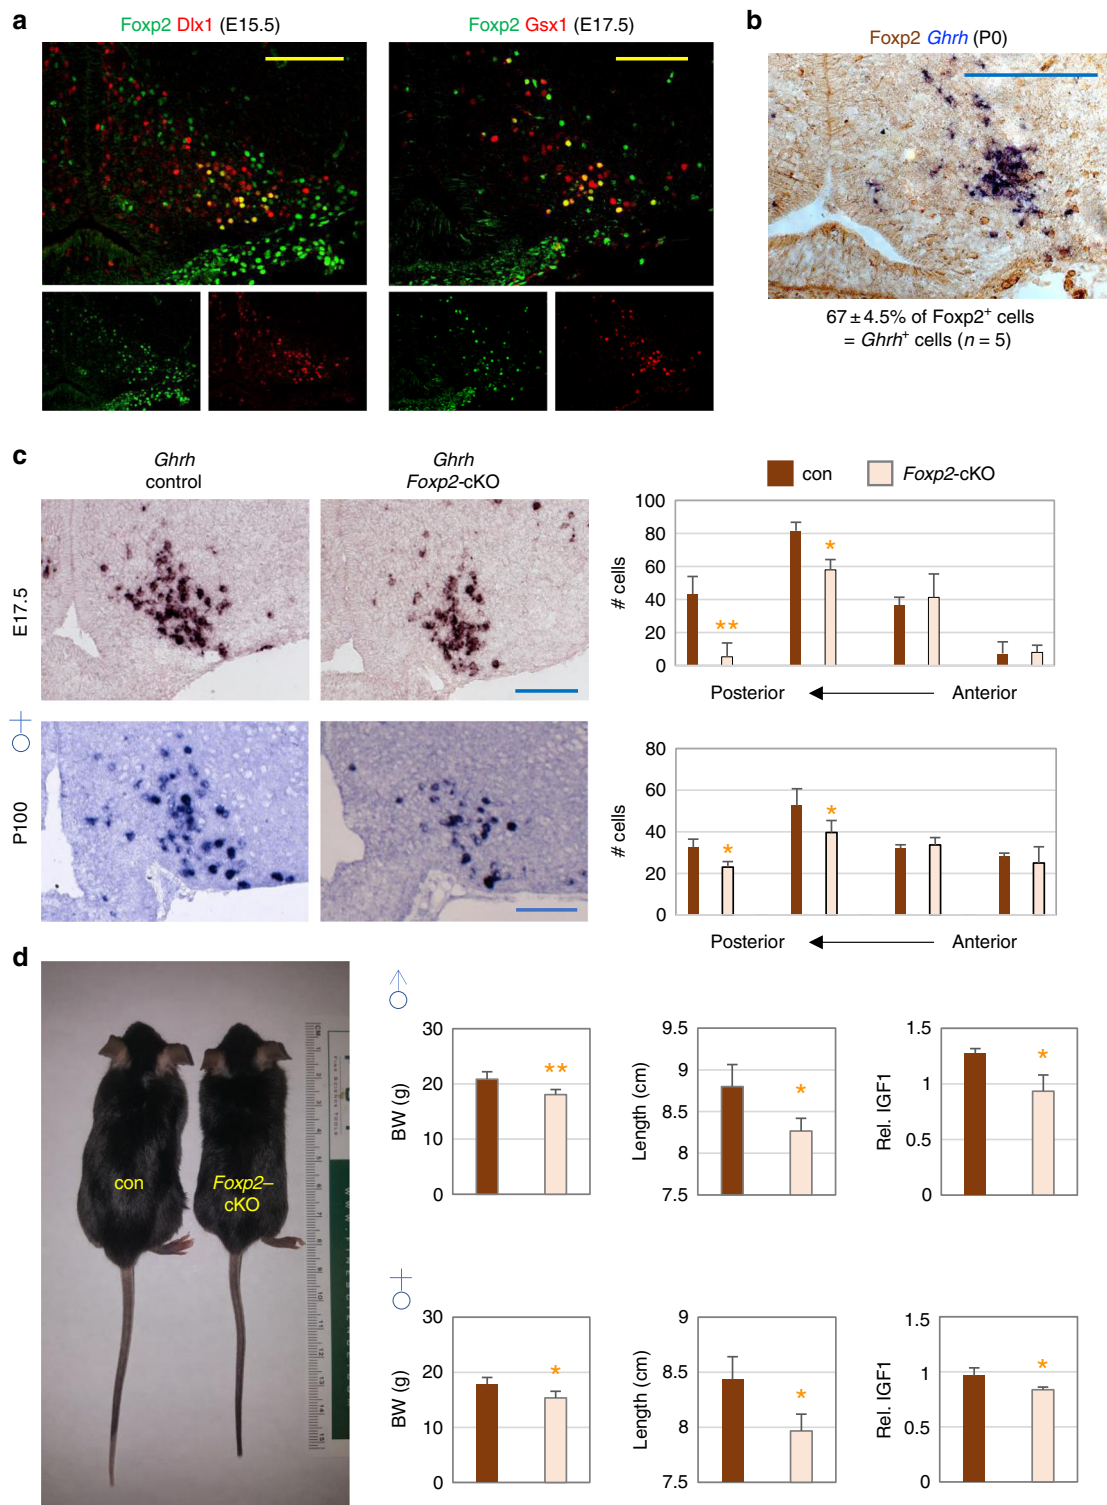 a
Foxp2 Dlx1 (E15.5)
Foxp2 Gsx1 (E17.5)
b
Foxp2 Ghrh (P0)
67 ± 4.5% of Foxp2+ cells
= Ghrh+ cells (n = 5)
c
Ghrh
control
Ghrh
Foxp2-cKO
E17.5
♀
P100
con
Foxp2-cKO
100
80
60
40
20
0
# cells
**
*
Posterior
Anterior
80
60
40
20
0
# cells
*
*
Posterior
Anterior
d
con
Foxp2–
cKO
♂
30
20
10
0
BW (g)
**
9.5
9
8.5
8
7.5
Length (cm)
*
1.5
1
0.5
0
Rel. IGF1
*
♀
30
20
10
0
BW (g)
*
9
8.5
8
7.5
Length (cm)
*
1.5
1
0.5
0
Rel. IGF1
*